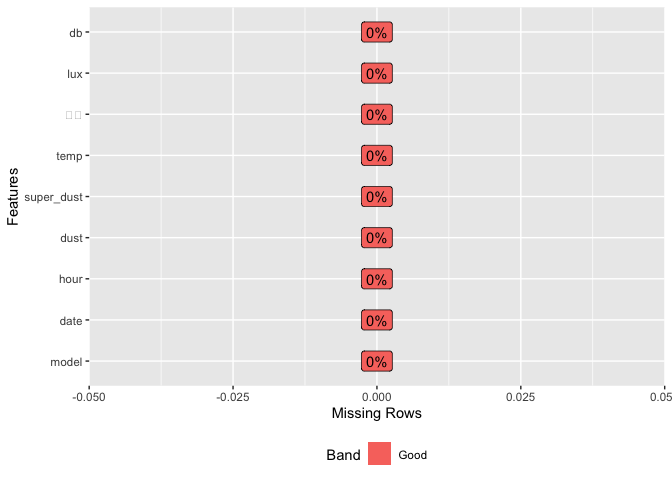 db 0%
lux 0%
0%
temp 0%
super_dust 0%
dust 0%
hour 0%
date 0%
model 0%
Features
-0.050 -0.025 0.000 0.025 0.05
Missing Rows
Band Good